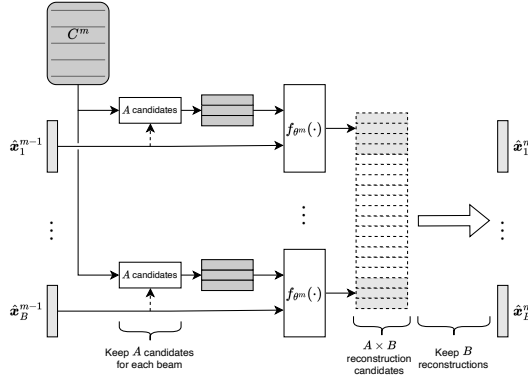 C^m
A candidates
f_{θ^m}(·)
x̂_1^{m-1}
x̂_1^m
⋮
⋮
⋮
A candidates
f_{θ^m}(·)
x̂_B^{m-1}
x̂_B^m
Keep A candidates
for each beam
A × B
reconstruction
candidates
Keep B
reconstructions